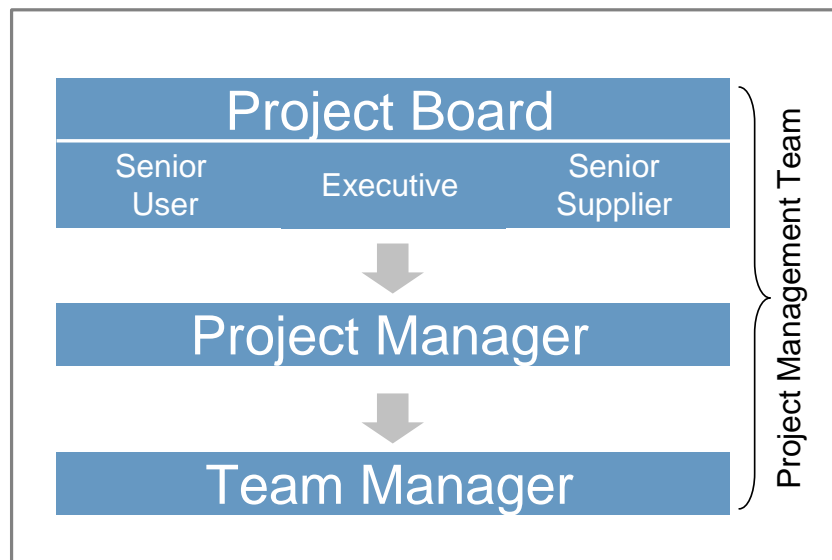 Project Board
Senior
User
Executive
Senior
Supplier
Project Manager
Team Manager
Project Management Team